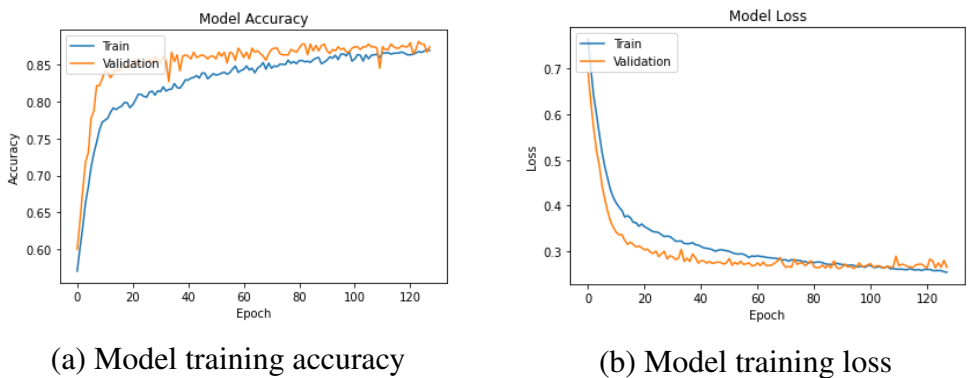 Model Accuracy
Train
Validation
0.85
0.80
0.75
0.70
0.65
0.60
Accuracy
0 20 40 60 80 100 120
Epoch
(a) Model training accuracy
Model Loss
Train
Validation
0.7
0.6
0.5
0.4
0.3
Loss
0 20 40 60 80 100 120
Epoch
(b) Model training loss